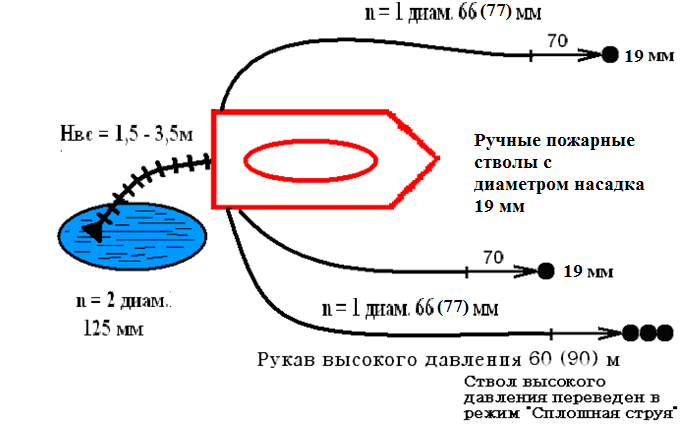 n = 1 диам. 66 (77) мм
70
19 мм
Нвс = 1,5 - 3,5м
Ручные пожарные
стволы с
диаметром насадка
19 мм
70
19 мм
n = 2 диам.
125 мм
n = 1 диам. 66 (77) мм
Рукав высокого давления 60 (90) м
Ствол высокого
давления переведен в
режим "Сплошная струя"